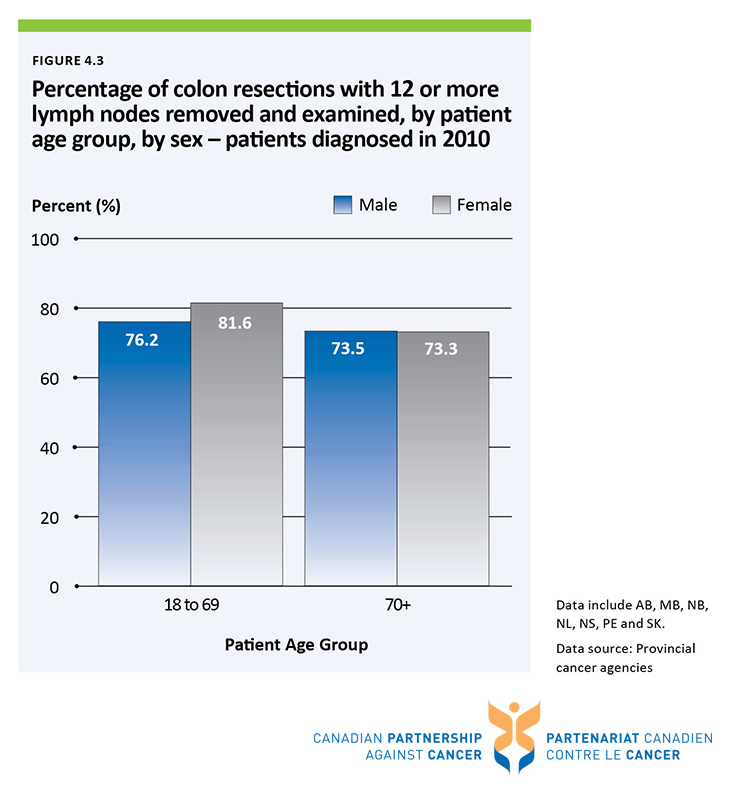 FIGURE 4.3
Percentage of colon resections with 12 or more
lymph nodes removed and examined, by patient
age group, by sex – patients diagnosed in 2010
Percent (%)
Male
Female
100
80
60
40
20
0
76.2
81.6
73.5
73.3
18 to 69
70+
Patient Age Group
Data include AB, MB, NB,
NL, NS, PE and SK.
Data source: Provincial
cancer agencies
CANADIAN PARTNERSHIP
AGAINST CANCER
PARTENARIAT CANADIEN
CONTRE LE CANCER